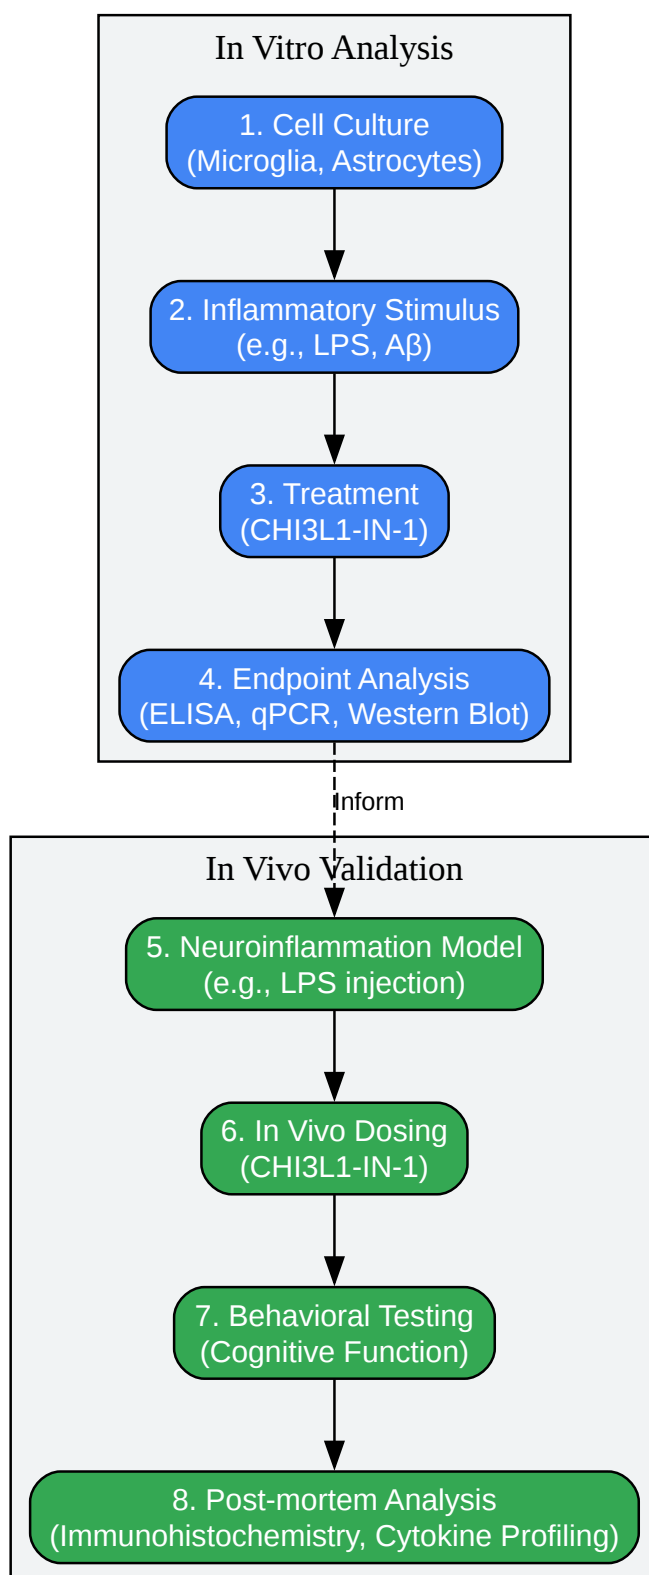 In Vitro Analysis
1. Cell Culture
(Microglia, Astrocytes)
2. Inflammatory Stimulus
(e.g., LPS, Aβ)
3. Treatment
(CHI3L1-IN-1)
4. Endpoint Analysis
(ELISA, qPCR, Western Blot)
Inform
In Vivo Validation
5. Neuroinflammation Model
(e.g., LPS injection)
6. In Vivo Dosing
(CHI3L1-IN-1)
7. Behavioral Testing
(Cognitive Function)
8. Post-mortem Analysis
(Immunohistochemistry, Cytokine Profiling)